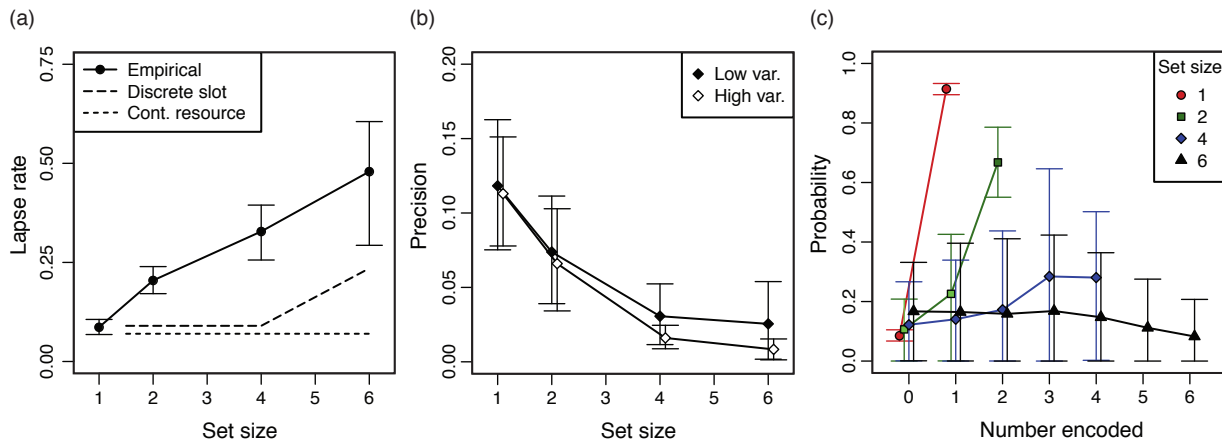 (a)
Lapse rate
0.00 0.25 0.50 0.75
Empirical
Discrete slot
Cont. resource
1 2 3 4 5 6
Set size
(b)
Precision
0.00 0.05 0.10 0.15 0.20
Low var.
High var.
1 2 3 4 5 6
Set size
(c)
Probability
0.0 0.2 0.4 0.6 0.8 1.0
Set size
1
2
4
6
0 1 2 3 4 5 6
Number encoded